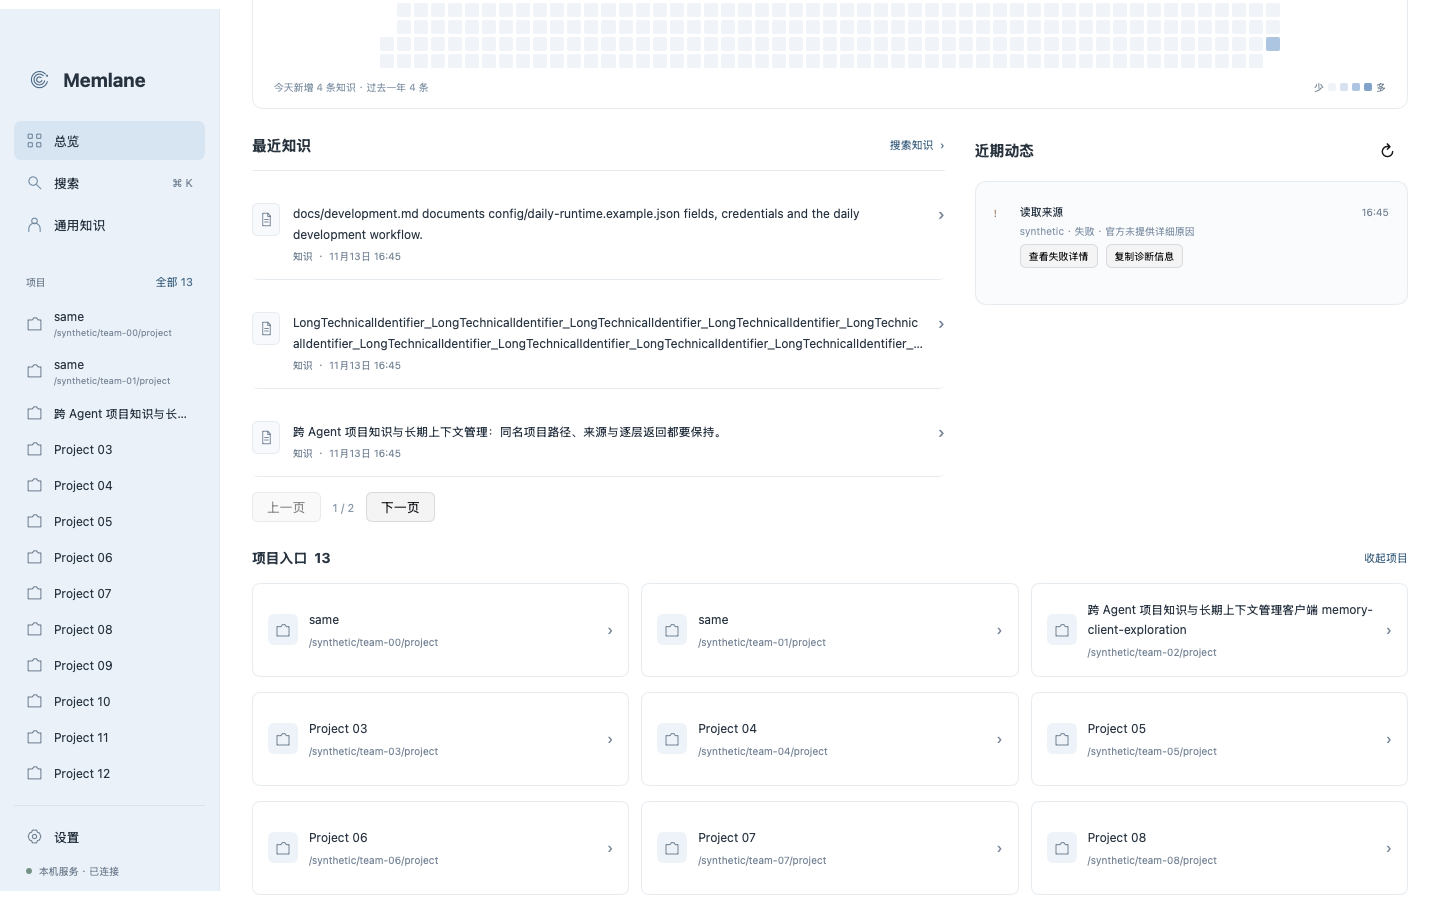 Memlane
总览
搜索 ⌘ K
通用知识
项目 全部 13
same
/synthetic/team-00/project
same
/synthetic/team-01/project
跨 Agent 项目知识与长...
Project 03
Project 04
Project 05
Project 06
Project 07
Project 08
Project 09
Project 10
Project 11
Project 12
设置
本机服务 · 已连接
今天新增 4 条知识 · 过去一年 4 条
少 多
最近知识 搜索知识 ›
docs/development.md documents config/daily-runtime.example.json fields, credentials and the daily
development workflow.
知识 · 11月13日 16:45
LongTechnicalIdentifier_LongTechnicalIdentifier_LongTechnicalIdentifier_LongTechnicalIdentifier_LongTechnic
alIdentifier_LongTechnicalIdentifier_LongTechnicalIdentifier_LongTechnicalIdentifier_LongTechnicalIdentifier_...
知识 · 11月13日 16:45
跨 Agent 项目知识与长期上下文管理：同名项目路径、来源与逐层返回都要保持。
知识 · 11月13日 16:45
上一页 1 / 2 下一页
近期动态
! 读取来源 16:45
synthetic · 失败 · 官方未提供详细原因
查看失败详情 复制诊断信息
项目入口 13 收起项目
same
/synthetic/team-00/project
same
/synthetic/team-01/project
跨 Agent 项目知识与长期上下文管理客户端 memory-
client-exploration
/synthetic/team-02/project
Project 03
/synthetic/team-03/project
Project 04
/synthetic/team-04/project
Project 05
/synthetic/team-05/project
Project 06
/synthetic/team-06/project
Project 07
/synthetic/team-07/project
Project 08
/synthetic/team-08/project